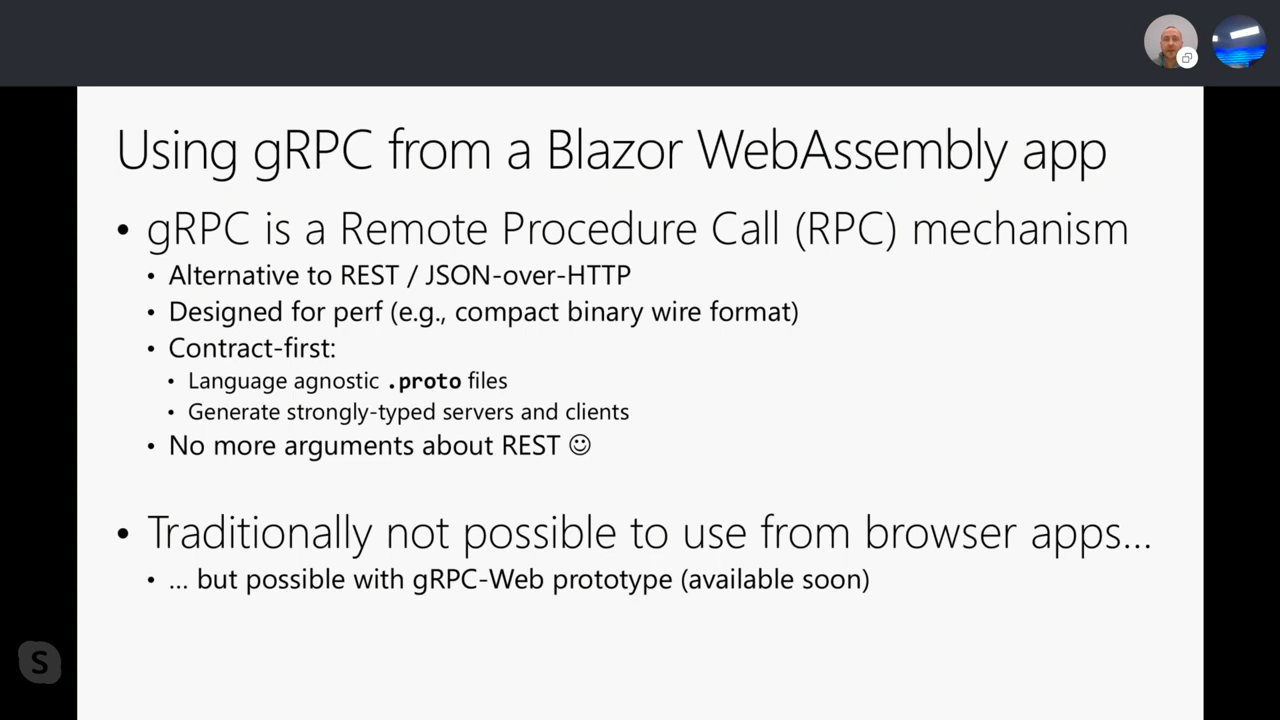 Using gRPC from a Blazor WebAssembly app
• gRPC is a Remote Procedure Call (RPC) mechanism
• Alternative to REST / JSON-over-HTTP
• Designed for perf (e.g., compact binary wire format)
• Contract-first:
• Language agnostic .proto files
• Generate strongly-typed servers and clients
• No more arguments about REST ☺
• Traditionally not possible to use from browser apps...
• ... but possible with gRPC-Web prototype (available soon)
S